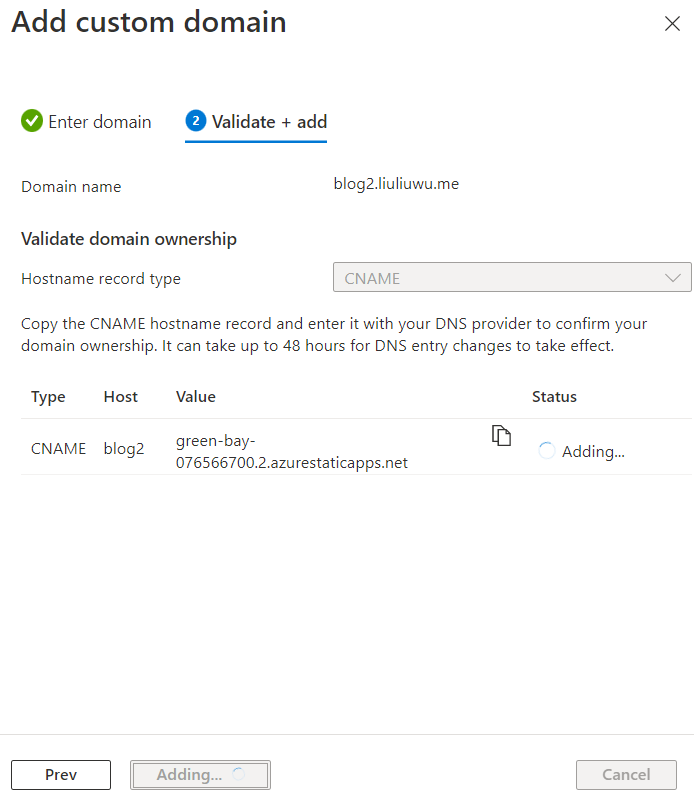 Add custom domain
Enter domain
2 Validate + add
Domain name
blog2.liuliuwu.me
Validate domain ownership
Hostname record type
CNAME
Copy the CNAME hostname record and enter it with your DNS provider to confirm your
domain ownership. It can take up to 48 hours for DNS entry changes to take effect.
Type Host Value Status
CNAME blog2 green-bay-
076566700.2.azurestaticapps.net Adding...
Prev Adding... Cancel